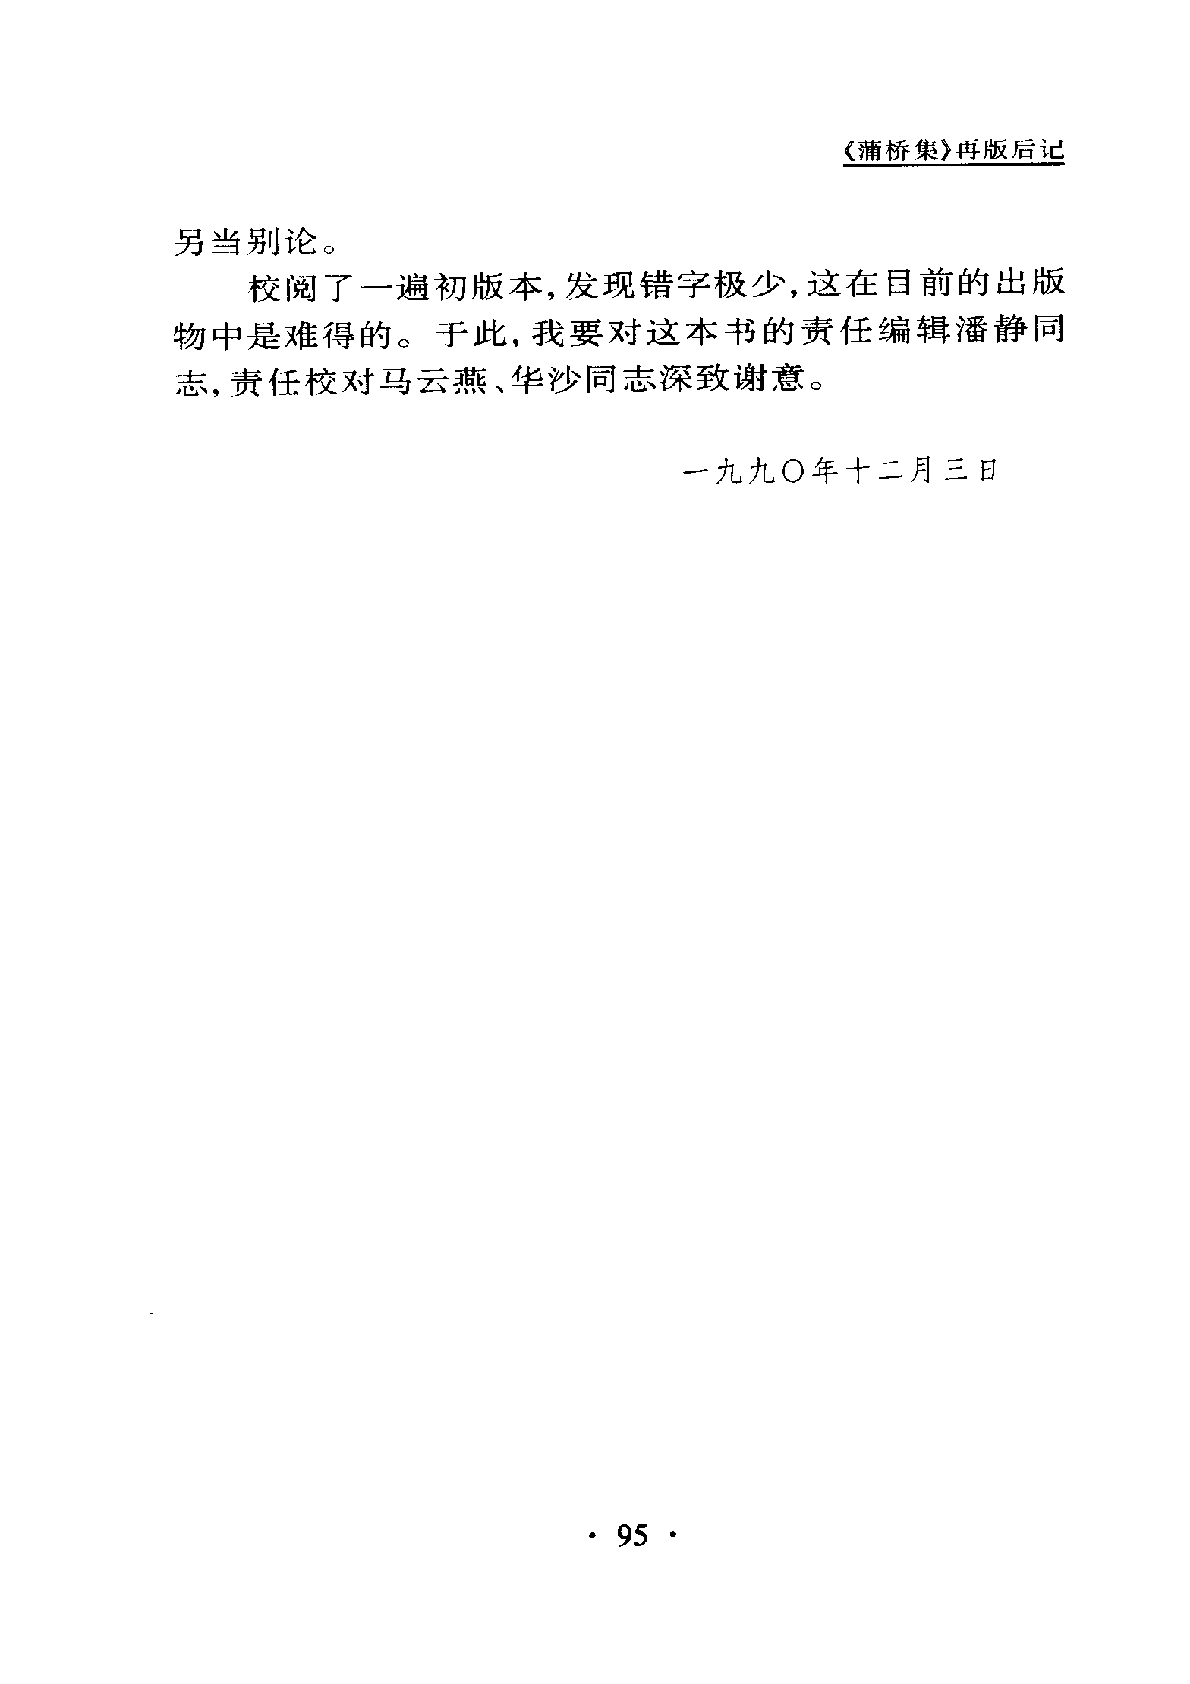 《蒲桥集》再版后记
另当别论。
校阅了一遍初版本,发现错字极少,这在目前的出版
物中是难得的。于此,我要对这本书的责任编辑潘静同
志,责任校对马云燕、华沙同志深致谢意。
一九九〇年十二月三日
· 95 ·